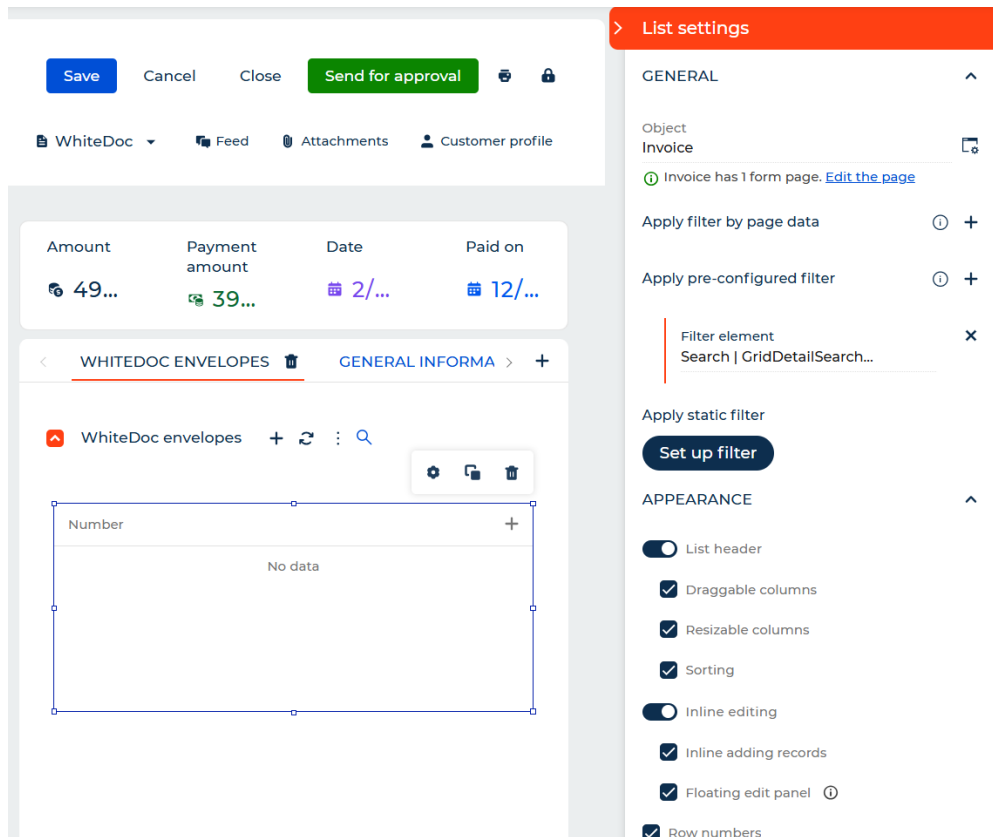 List settings
Save Cancel Close Send for approval
WhiteDoc Feed Attachments Customer profile
Amount Payment amount Date Paid on
49... 39... 2/... 12/...
WHITEDOC ENVELOPES GENERAL INFORMA
WhiteDoc envelopes
Number
No data
GENERAL
Object
Invoice
Invoice has 1 form page. Edit the page
Apply filter by page data
Apply pre-configured filter
Filter element
Search | GridDetailSearch...
Apply static filter
Set up filter
APPEARANCE
List header
Draggable columns
Resizable columns
Sorting
Inline editing
Inline adding records
Floating edit panel
Row numbers